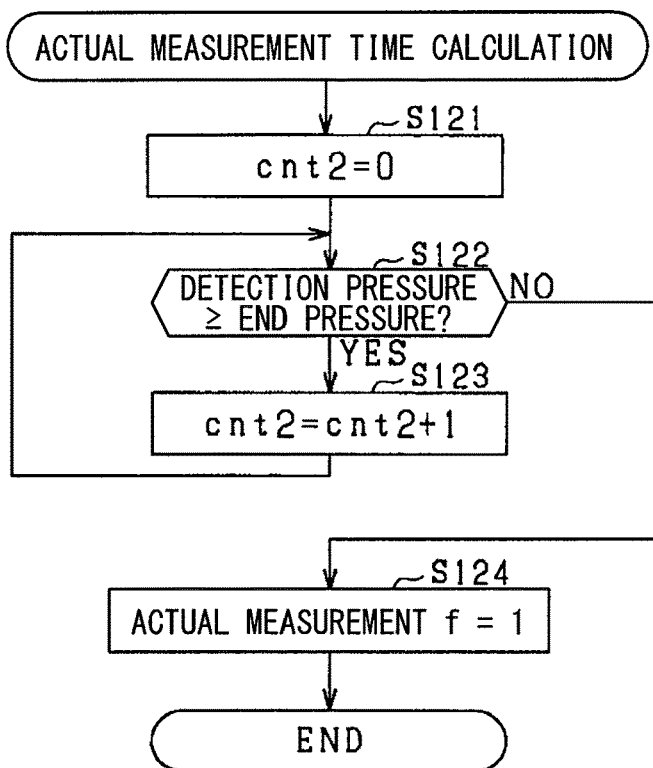 ACTUAL MEASUREMENT TIME CALCULATION
S121
cnt2=0
S122
DETECTION PRESSURE
≥ END PRESSURE?
NO
YES
S123
cnt2=cnt2+1
S124
ACTUAL MEASUREMENT f = 1
END